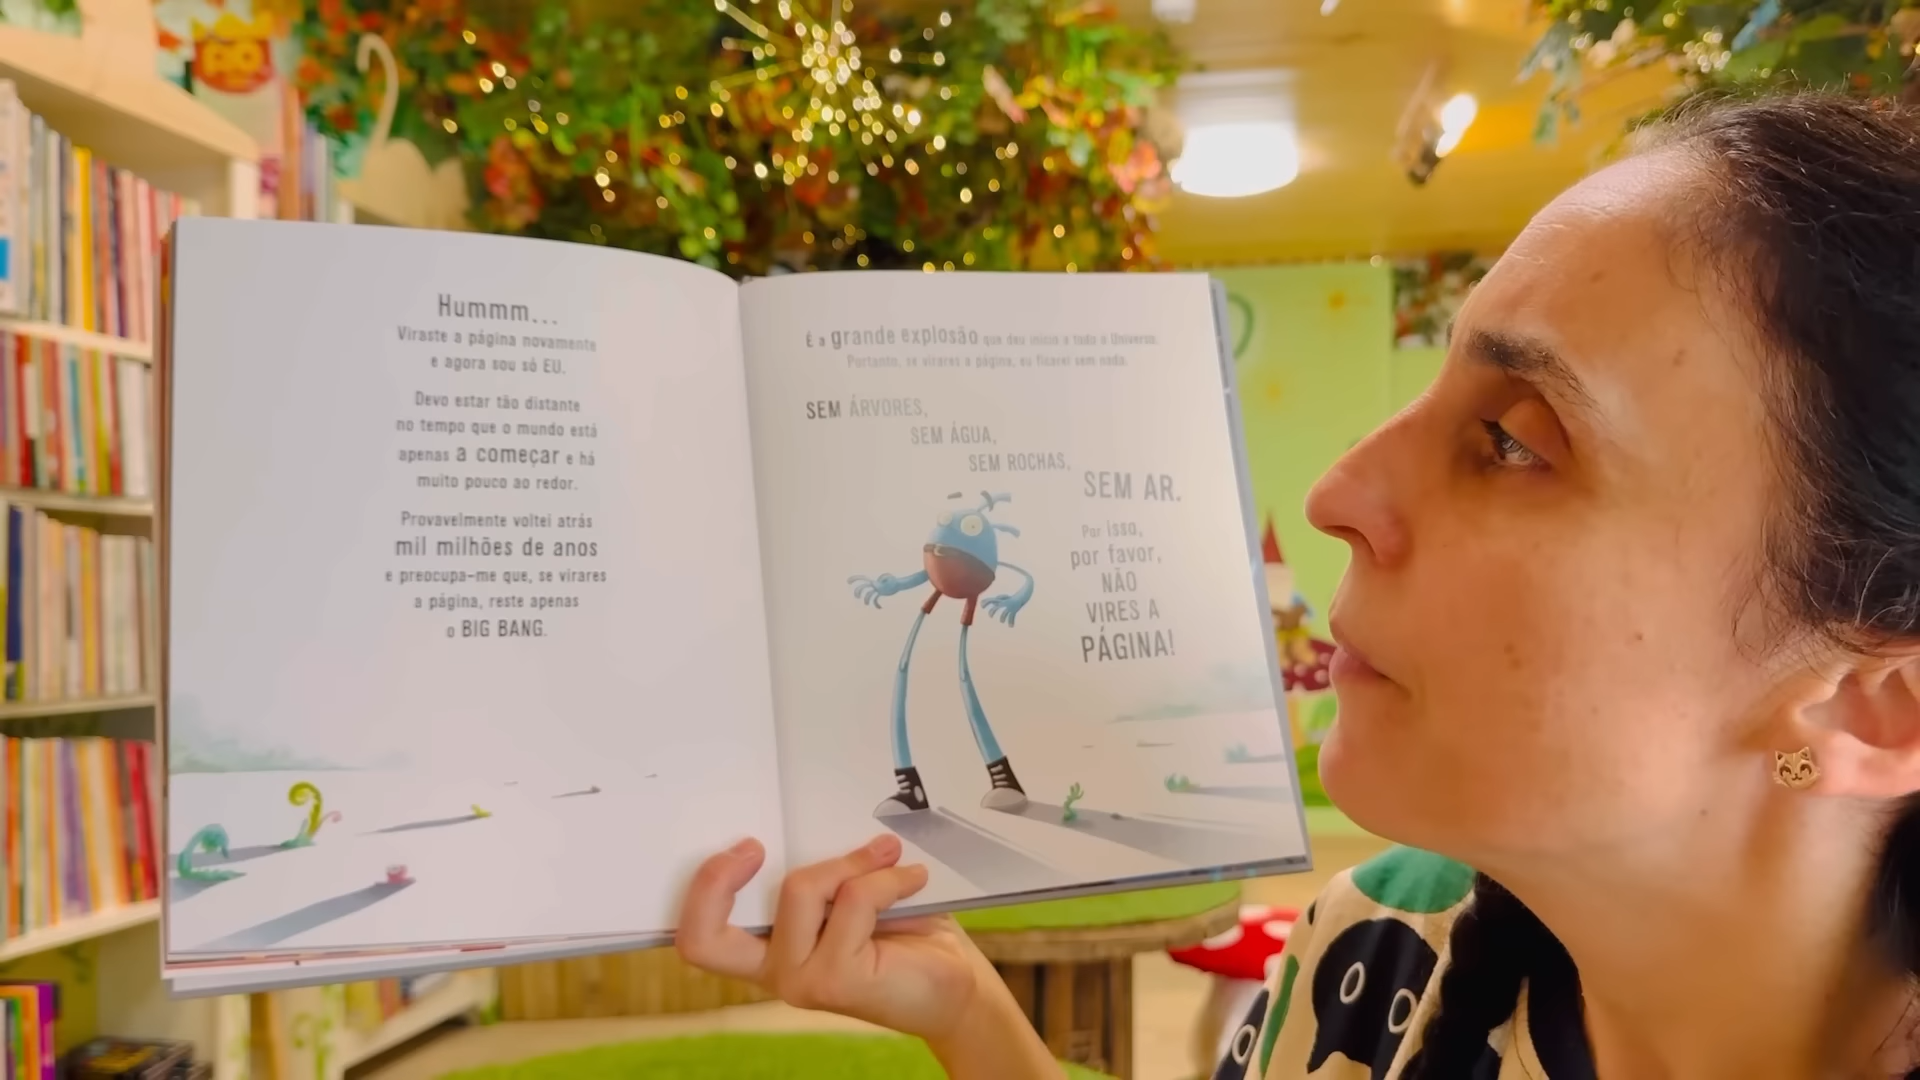 Hummm...
Viraste a página novamente
e agora sou só EU.
Devo estar tão distante
no tempo que o mundo está
apenas a começar e há
muito pouco ao redor.
Provavelmente voltei atrás
mil milhões de anos
e preocupa-me que, se virares
a página, reste apenas
o BIG BANG.
É a grande explosão que deu início a todo o Universo.
Portanto, se virares a página, eu ficarei sem nada.
SEM ÁRVORES,
SEM ÁGUA,
SEM ROCHAS,
SEM AR.
Por isso,
por favor,
NÃO
VIRES A
PÁGINA!